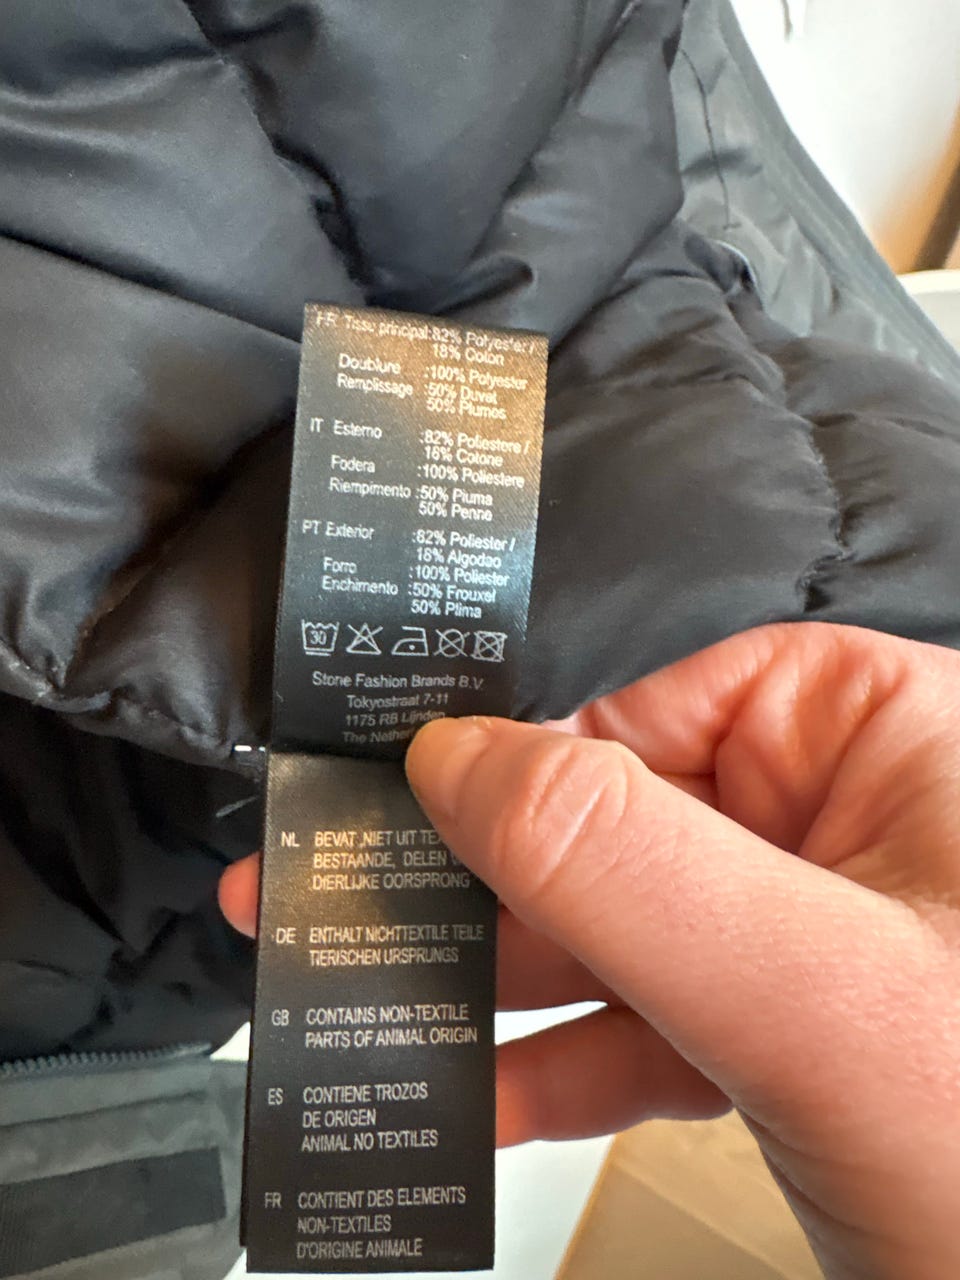 FR Tissu principal:82% Polyester /
18% Coton
Doublure :100% Polyester
Remplissage :50% Duvet
50% Plumes
IT Esterno :82% Poliestere /
18% Cotone
Fodera :100% Poliestere
Riempimento :50% Piuma
50% Penne
PT Exterior :82% Poliester /
18% Algodao
Forro :100% Poliester
Enchimento :50% Frouxel
50% Plima
30
Stone Fashion Brands B.V.
Tokyostraat 7-11
1175 RB Lijnden
The
NL BEVAT NIET UIT
BESTAANDE, DELEN
DIERLIJKE OORSPRONG
DE ENTHALT NICHTTEXTILE TEILE
TIERISCHEN URSPRUNGS
GB CONTAINS NON-TEXTILE
PARTS OF ANIMAL ORIGIN
ES CONTIENE TROZOS
DE ORIGEN
ANIMAL NO TEXTILES
FR CONTIENT DES ELEMENTS
NON-TEXTILES
D'ORIGINE ANIMALE